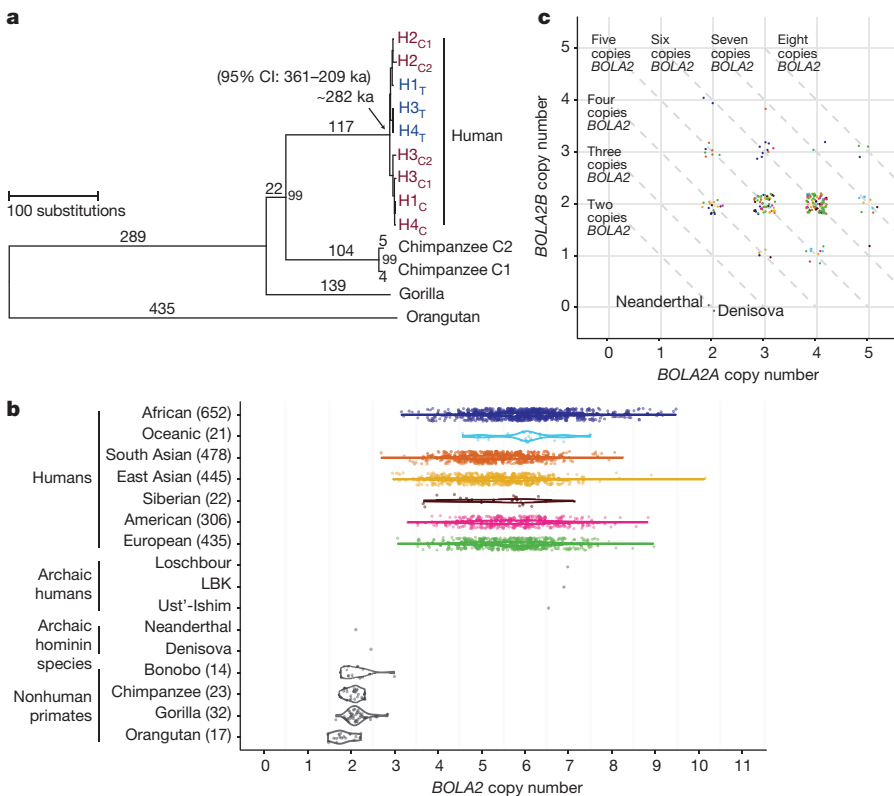 a
H2C1
H2C2
(95% CI: 361–209 ka)
H1T
~282 ka
H3T
117
H4T
Human
H3C2
22
99
H3C1
H1C
100 substitutions
H4C
289
5
Chimpanzee C2
104
99
4
Chimpanzee C1
139
Gorilla
435
Orangutan
c
Five copies BOLA2
Six copies BOLA2
Seven copies BOLA2
Eight copies BOLA2
Four copies BOLA2
Three copies BOLA2
Two copies BOLA2
5
4
3
2
1
0
BOLA2B copy number
Neanderthal
Denisova
0 1 2 3 4 5
BOLA2A copy number
b
Humans
African (652)
Oceanic (21)
South Asian (478)
East Asian (445)
Siberian (22)
American (306)
European (435)
Archaic humans
Loschbour
LBK
Ust'-Ishim
Archaic hominin species
Neanderthal
Denisova
Nonhuman primates
Bonobo (14)
Chimpanzee (23)
Gorilla (32)
Orangutan (17)
0 1 2 3 4 5 6 7 8 9 10 11
BOLA2 copy number